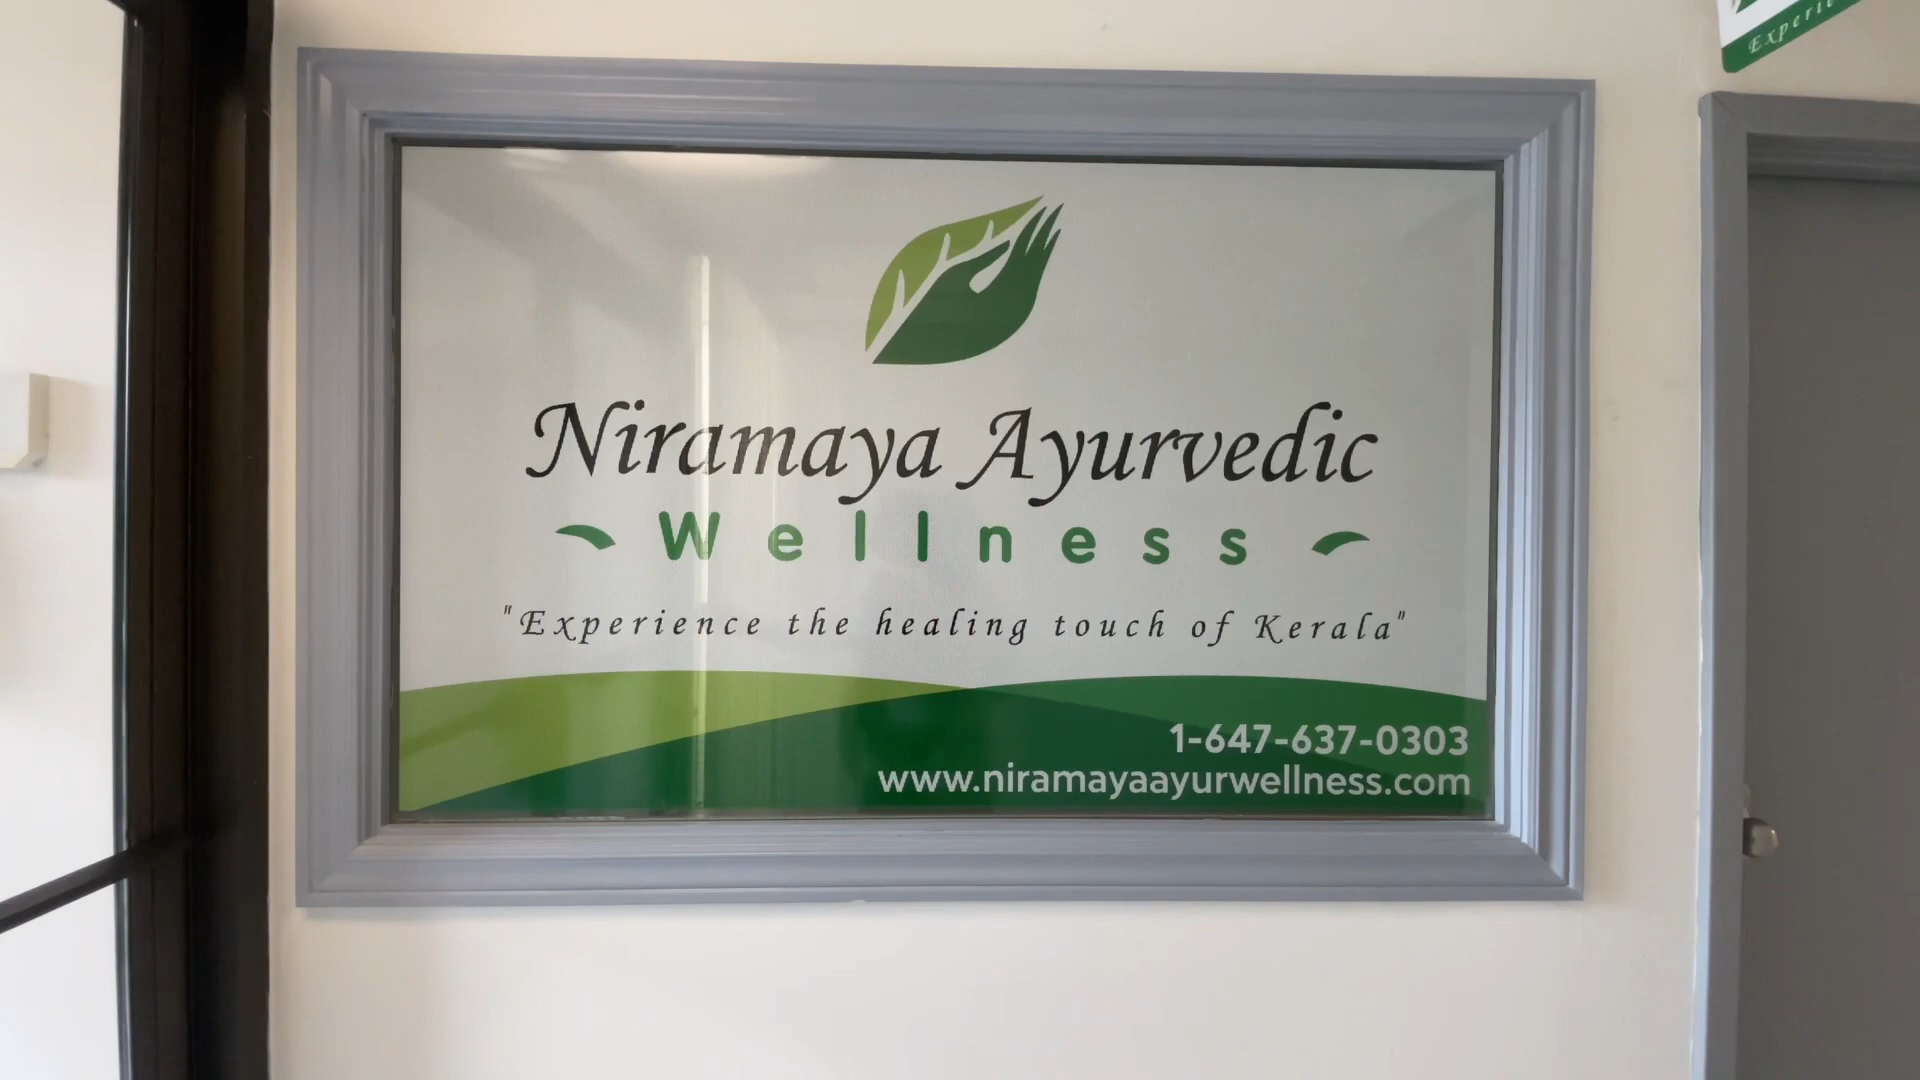 Niramaya Ayurvedic
Wellness
"Experience the healing touch of Kerala"
1-647-637-0303
www.niramayaayurwellness.com